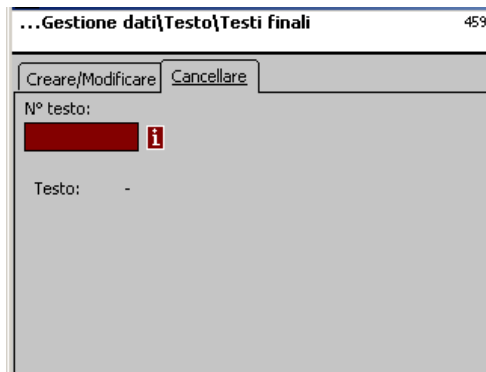 ...Gestione dati\Testo\Testi finali 459
Creare/Modificare Cancellare
N° testo:
i
Testo: -